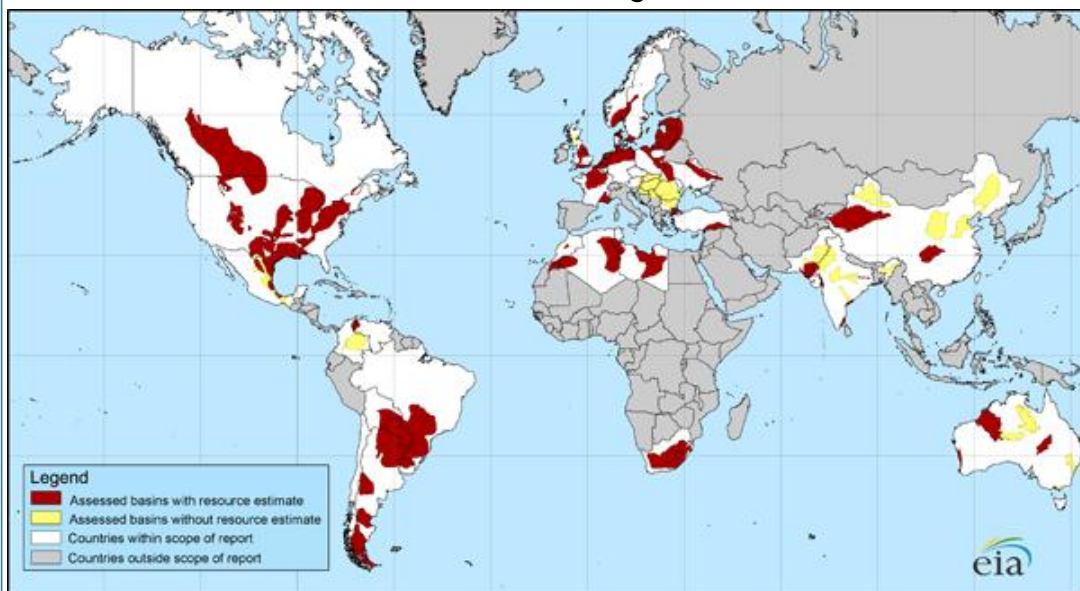 Legend
Assessed basins with resource estimate
Assessed basins without resource estimate
Countries within scope of report
Countries outside scope of report
eia